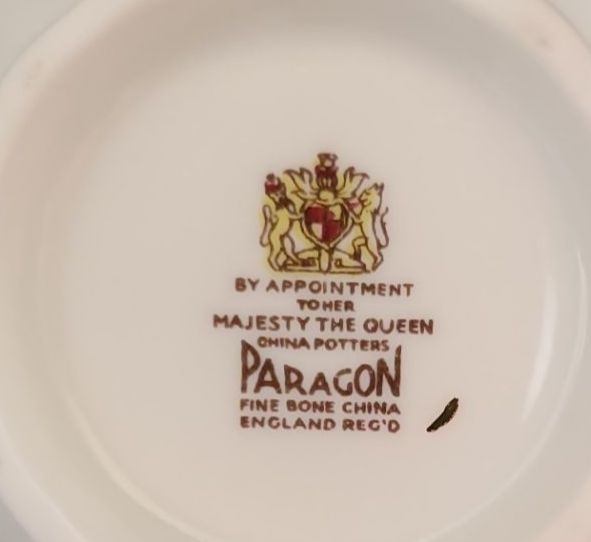 BY APPOINTMENT
TO HER
MAJESTY THE QUEEN
CHINA POTTERS
PARAGON
FINE BONE CHINA
ENGLAND REG'D